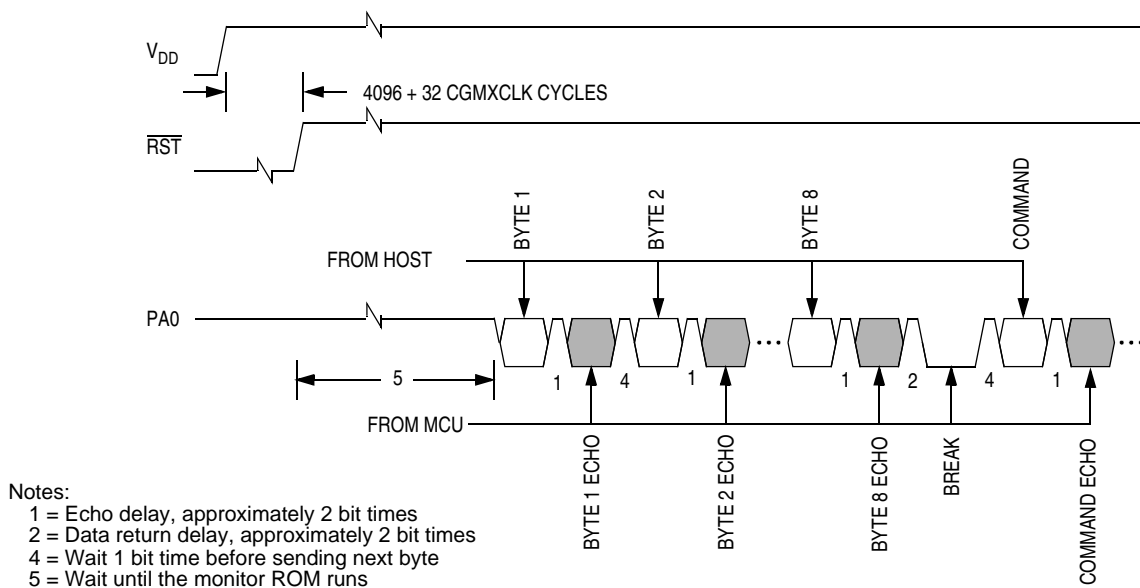 VDD
4096 + 32 CGMXCLK CYCLES
RST
BYTE 1
BYTE 2
BYTE 8
COMMAND
FROM HOST
PA0
...
...
1
4
1
1
2
4
1
5
FROM MCU
BYTE 1 ECHO
BYTE 2 ECHO
BYTE 8 ECHO
BREAK
COMMAND ECHO
Notes:
1 = Echo delay, approximately 2 bit times
2 = Data return delay, approximately 2 bit times
4 = Wait 1 bit time before sending next byte
5 = Wait until the monitor ROM runs